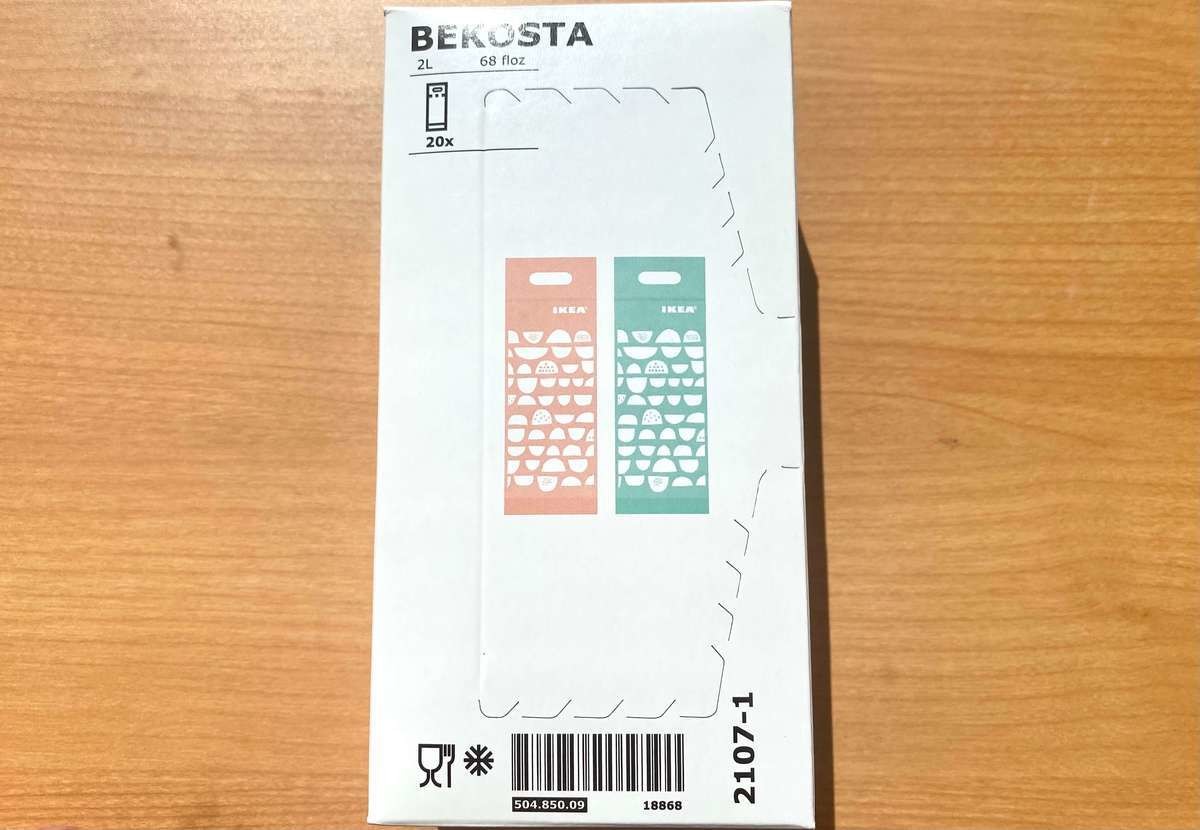 BEKOSTA
2L 68 floz
20x
IKEA® IKEA®
504.850.09 18868
2107-1